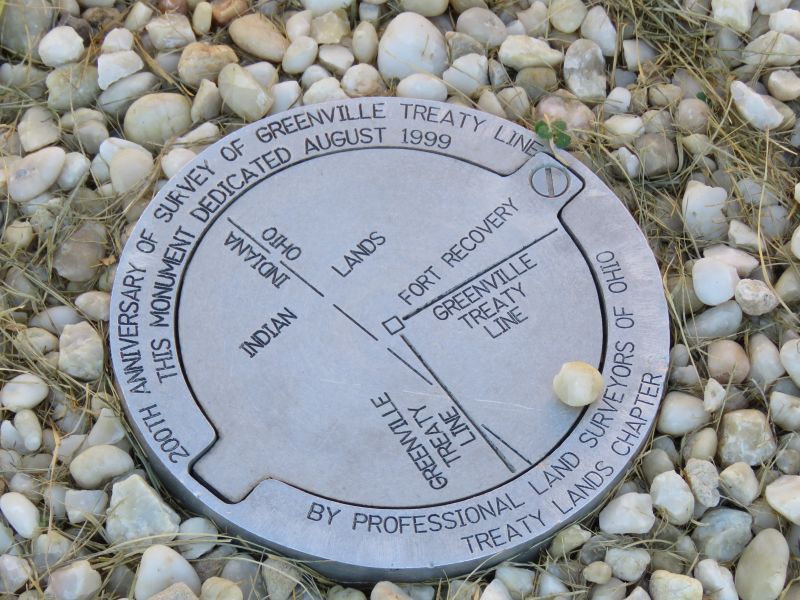 200TH ANNIVERSARY OF SURVEY OF GREENVILLE TREATY LINE
THIS MONUMENT DEDICATED AUGUST 1999
INDIANA
OHIO
INDIAN
LANDS
FORT RECOVERY
GREENVILLE
TREATY
LINE
GREENVILLE
TREATY
LINE
BY PROFESSIONAL LAND SURVEYORS OF OHIO
TREATY LANDS CHAPTER